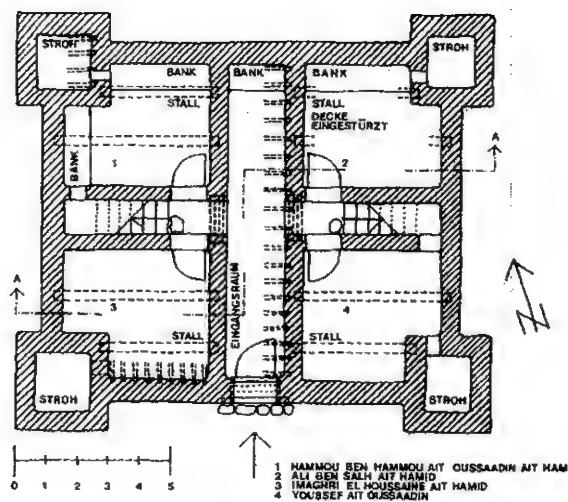 STROH
STROH
BANK
BANK
BANK
STALL
STALL
DECKE
EINGESTÜRZT
A
BANK
1
2
A
3
4
EINGANGSRAUM
STALL
STALL
STROH
STROH
N
0 1 2 3 4 5
1 HAMMOU BEN HAMMOU AIT OUSSAADIN AIT HAM
2 ALI BEN SALH AIT HAMID
3 IMAGHRI EL HOUSSAINE AIT HAMID
4 YOUSSEF AIT OUSSAADIN